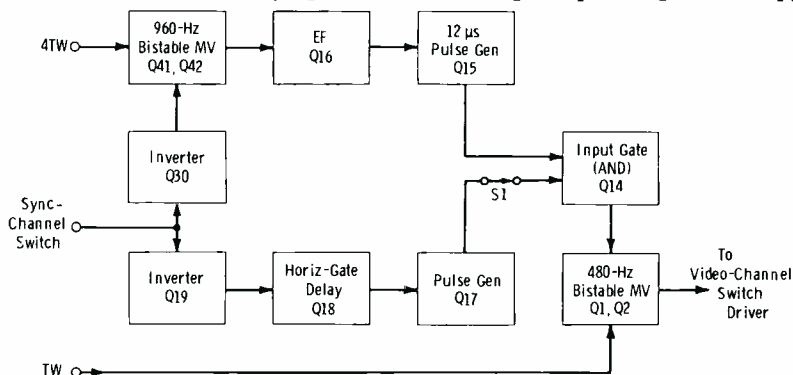 4TW
960-Hz
Bistable MV
Q41, Q42
EF
Q16
12 µs
Pulse Gen
Q15
Inverter
Q30
Input Gate
(AND)
Q14
S1
Sync-
Channel
Switch
Inverter
Q19
Horiz-Gate
Delay
Q18
Pulse Gen
Q17
480-Hz
Bistable MV
Q1, Q2
To
Video-Channel
Switch
Driver
TW